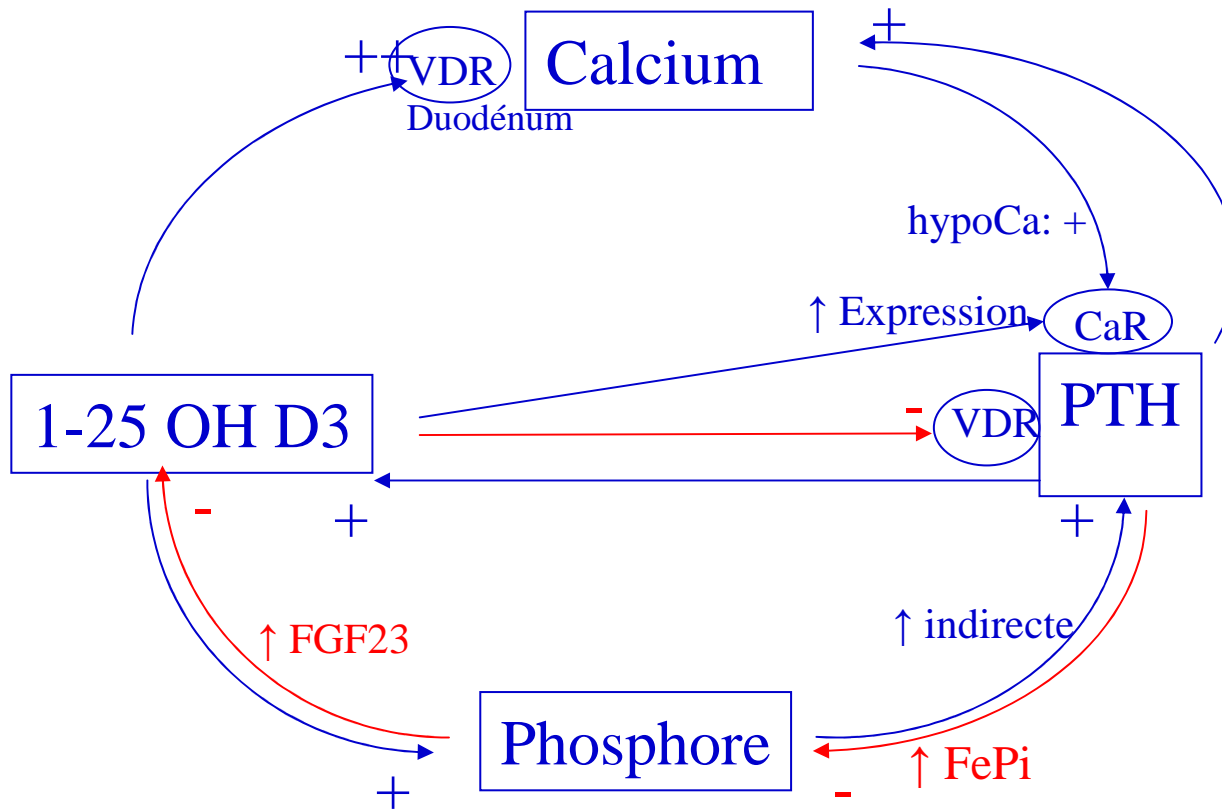 +
++
VDR
Calcium
Duodénum
hypoCa: +
↑ Expression
CaR
1-25 OH D3
-
VDR
PTH
-
+
+
↑ FGF23
↑ indirecte
Phosphore
↑ FePi
+
-